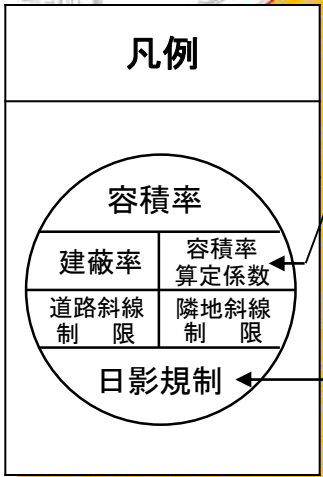 凡例
容積率
建蔽率
容積率
算定係数
道路斜線
制　限
隣地斜線
制　限
日影規制